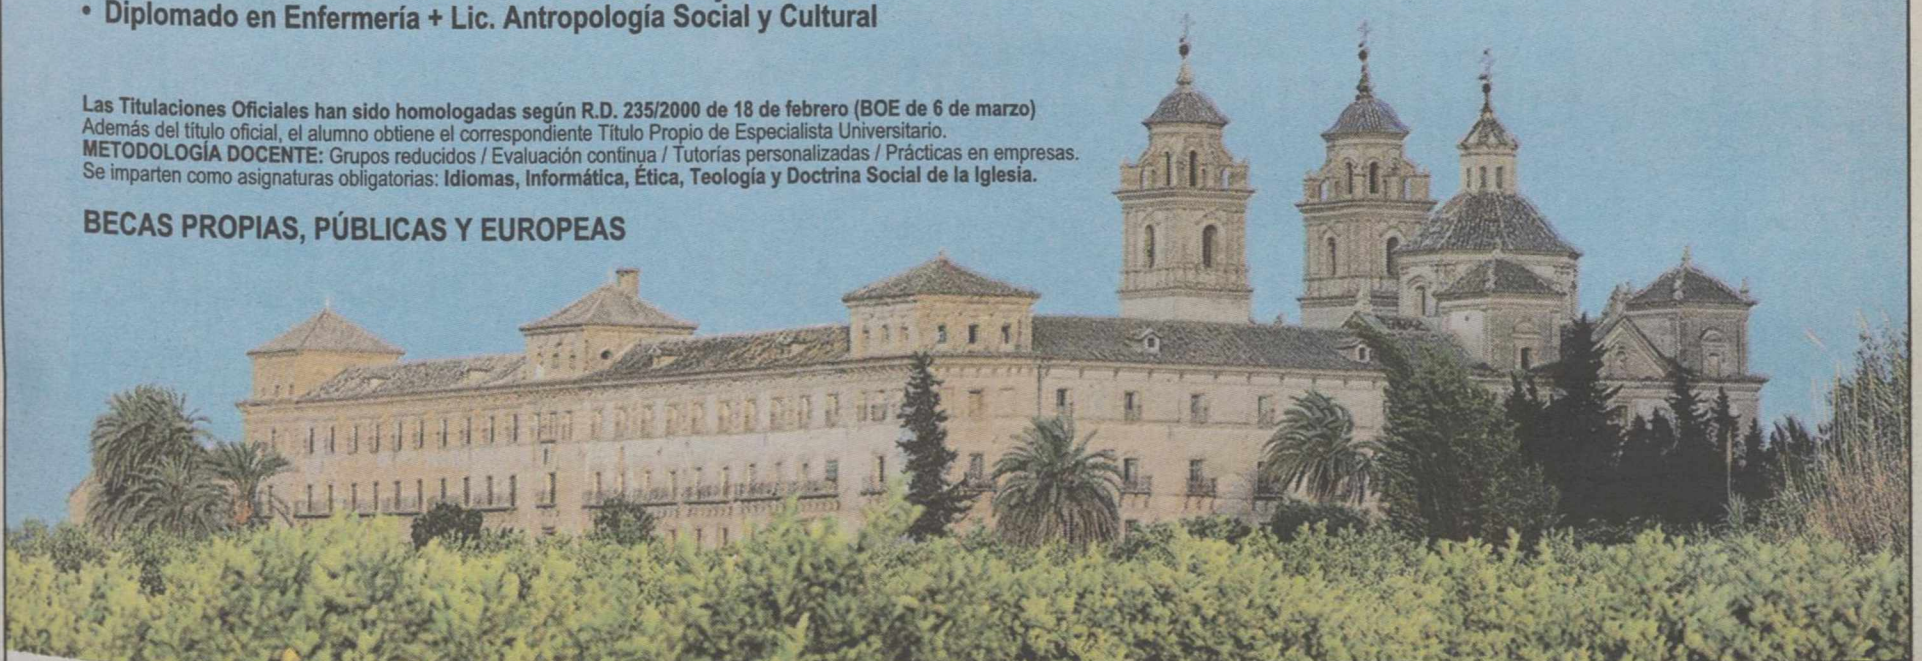 • Diplomado en Enfermería + Lic. Antropología Social y Cultural
Las Titulaciones Oficiales han sido homologadas según R.D. 235/2000 de 18 de febrero (BOE de 6 de marzo)
Además del título oficial, el alumno obtiene el correspondiente Título Propio de Especialista Universitario.
METODOLOGÍA DOCENTE: Grupos reducidos / Evaluación continua / Tutorías personalizadas / Prácticas en empresas.
Se imparten como asignaturas obligatorias: Idiomas, Informática, Ética, Teología y Doctrina Social de la Iglesia.
BECAS PROPIAS, PÚBLICAS Y EUROPEAS